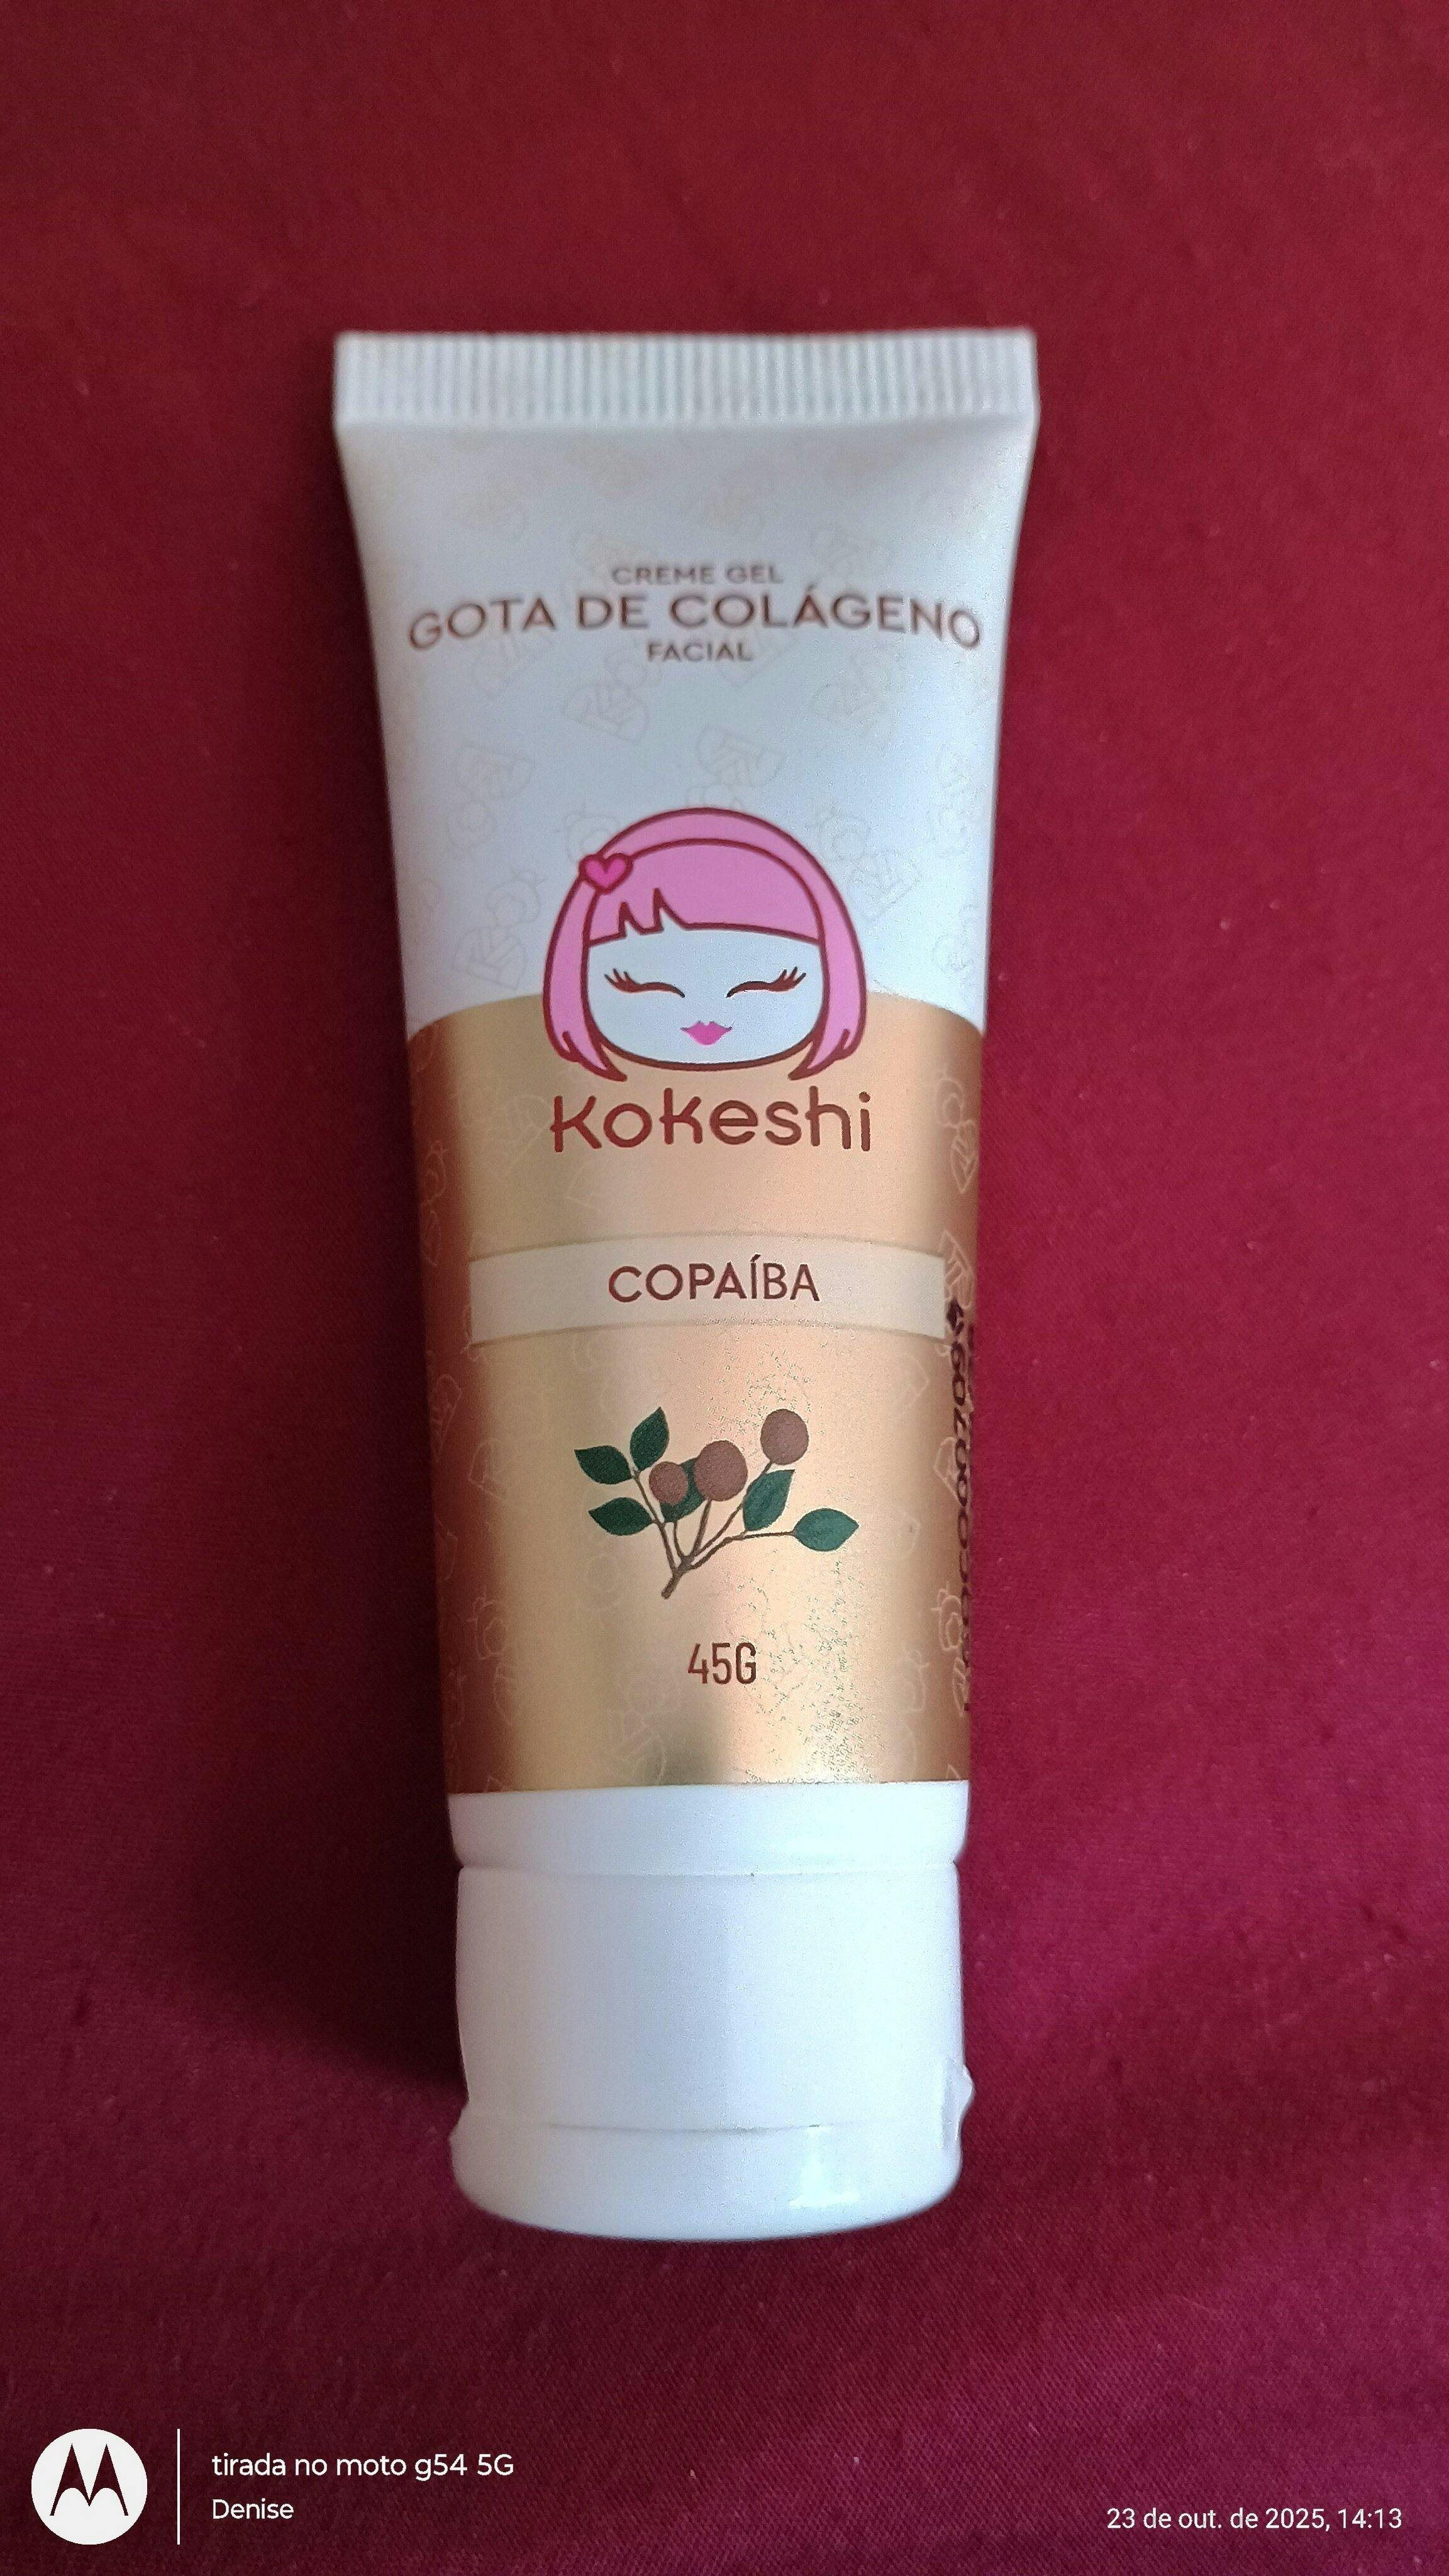 CREME GEL
GOTA DE COLÁGENO
FACIAL
Kokeshi
COPAÍBA
45G
tirada no moto g54 5G
Denise
23 de out. de 2025, 14:13